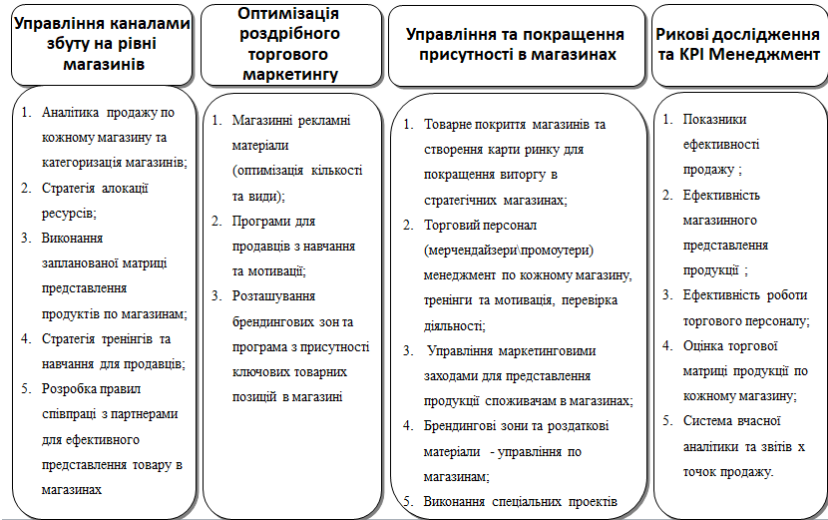 Управління каналами
збуту на рівні
магазинів
1. Аналітика продажу по
кожному магазину та
категоризація магазинів;
2. Стратегія алокації
ресурсів;
3. Виконання
запланованої матриці
представлення
продуктів по магазинам;
4. Стратегія тренінгів та
навчання для продавців;
5. Розробка правил
співпраці з партнерами
для ефективного
представлення товару в
магазинах
Оптимізація
роздрібного
торгового
маркетингу
1. Магазинні рекламні
матеріали
(оптимізація кількості
та види);
2. Програми для
продавців з навчання
та мотивації;
3. Розташування
брендингових зон та
програма з присутності
ключових товарних
позицій в магазині
Управління та покращення
присутності в магазинах
1. Товарне покриття магазинів та
створення карти ринку для
покращення виторгу в
стратегічних магазинах;
2. Торговий персонал
(мерчендайзери\промоутери)
менеджмент по кожному магазину,
тренінги та мотивація, перевірка
діяльності;
3. Управління маркетинговими
заходами для представлення
продукції споживачам в магазинах;
4. Брендингові зони та роздаткові
матеріали - управління по
магазинам;
5. Виконання спеціальних проектів
Рикові дослідження
та KPI Менеджмент
1. Показники
ефективності
продажу ;
2. Ефективність
магазинного
представлення
продукції ;
3. Ефективність роботи
торгового персоналу;
4. Оцінка торгової
матриці продукції по
кожному магазину;
5. Система вчасної
аналітики та звітів х
точок продажу.